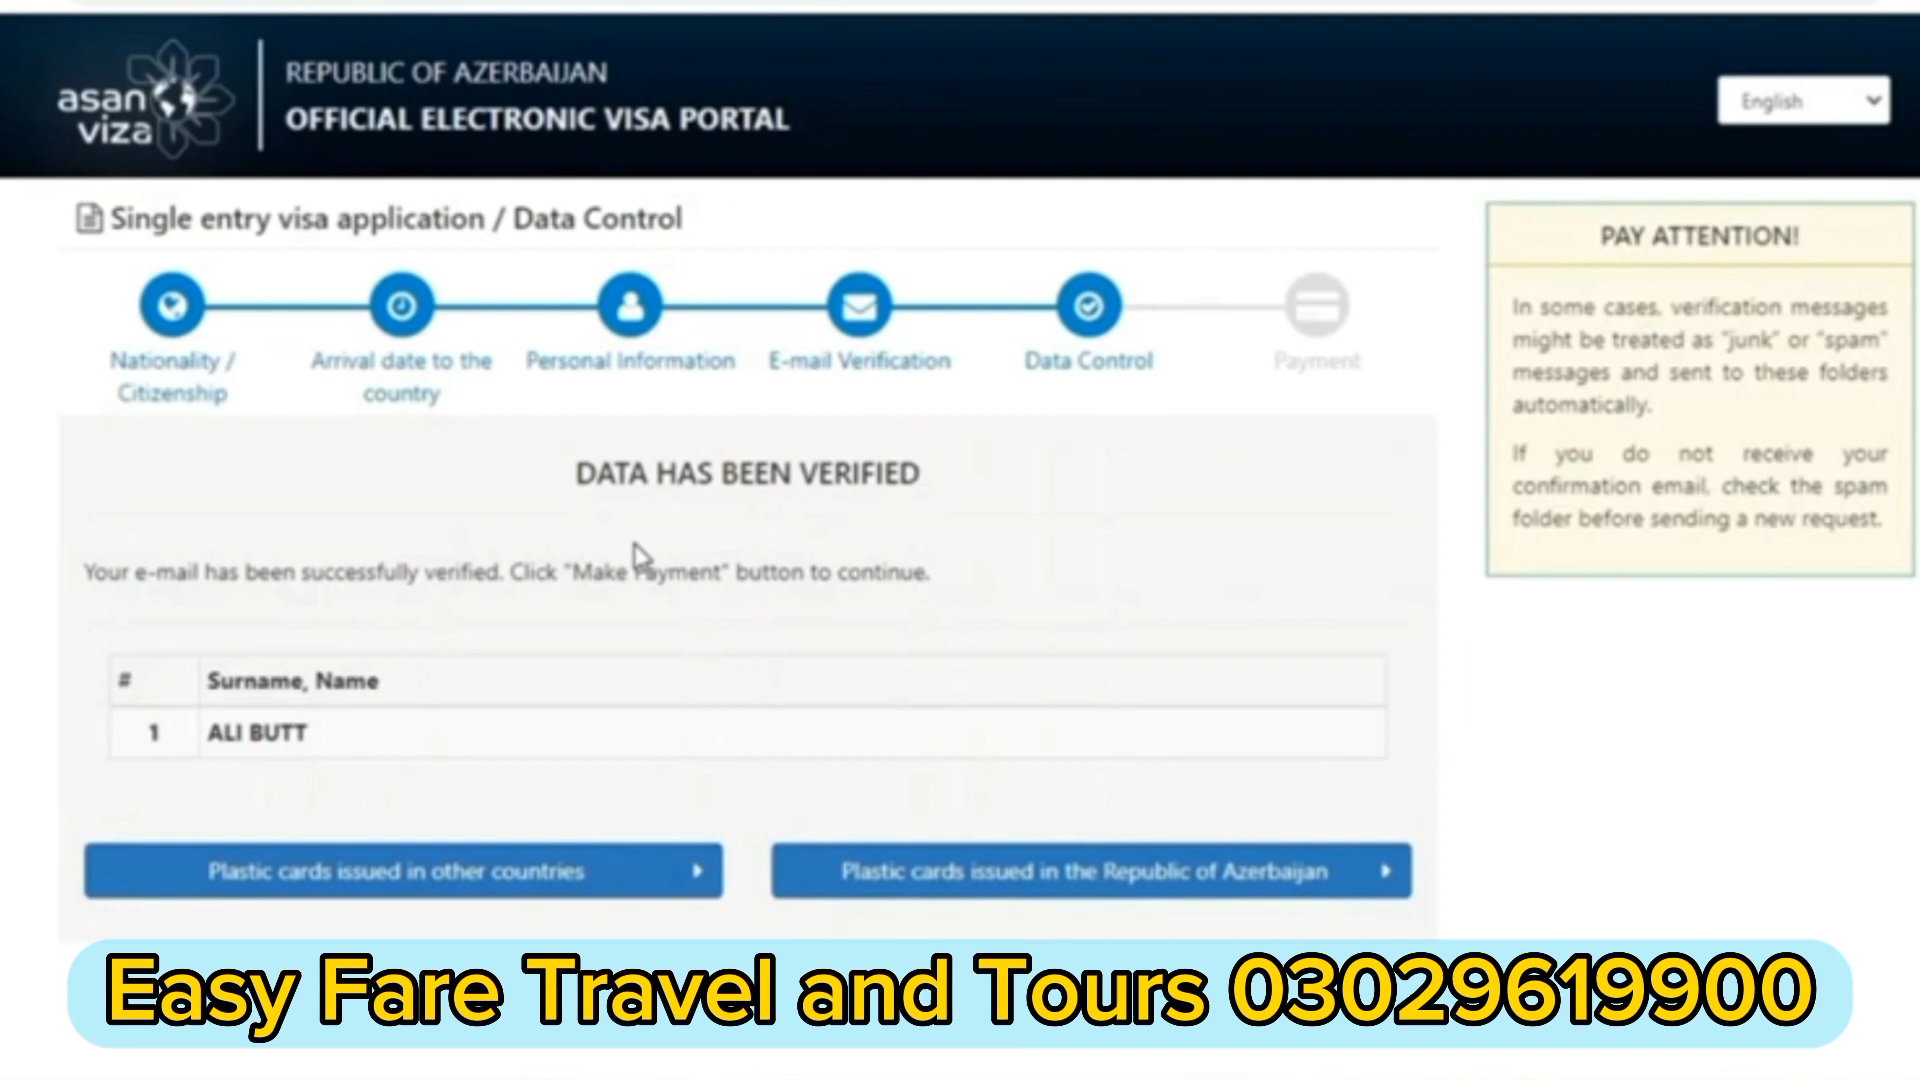 asan
viza
REPUBLIC OF AZERBAIJAN
OFFICIAL ELECTRONIC VISA PORTAL
English
Single entry visa application / Data Control
Nationality /
Citizenship
Arrival date to the
country
Personal Information
E-mail Verification
Data Control
Payment
DATA HAS BEEN VERIFIED
Your e-mail has been successfully verified. Click "Make Payment" button to continue.
# Surname, Name
1 ALI BUTT
Plastic cards issued in other countries
Plastic cards issued in the Republic of Azerbaijan
PAY ATTENTION!
In some cases, verification messages
might be treated as "junk" or "spam"
messages and sent to these folders
automatically.
If you do not receive your
confirmation email, check the spam
folder before sending a new request.
Easy Fare Travel and Tours 03029619900